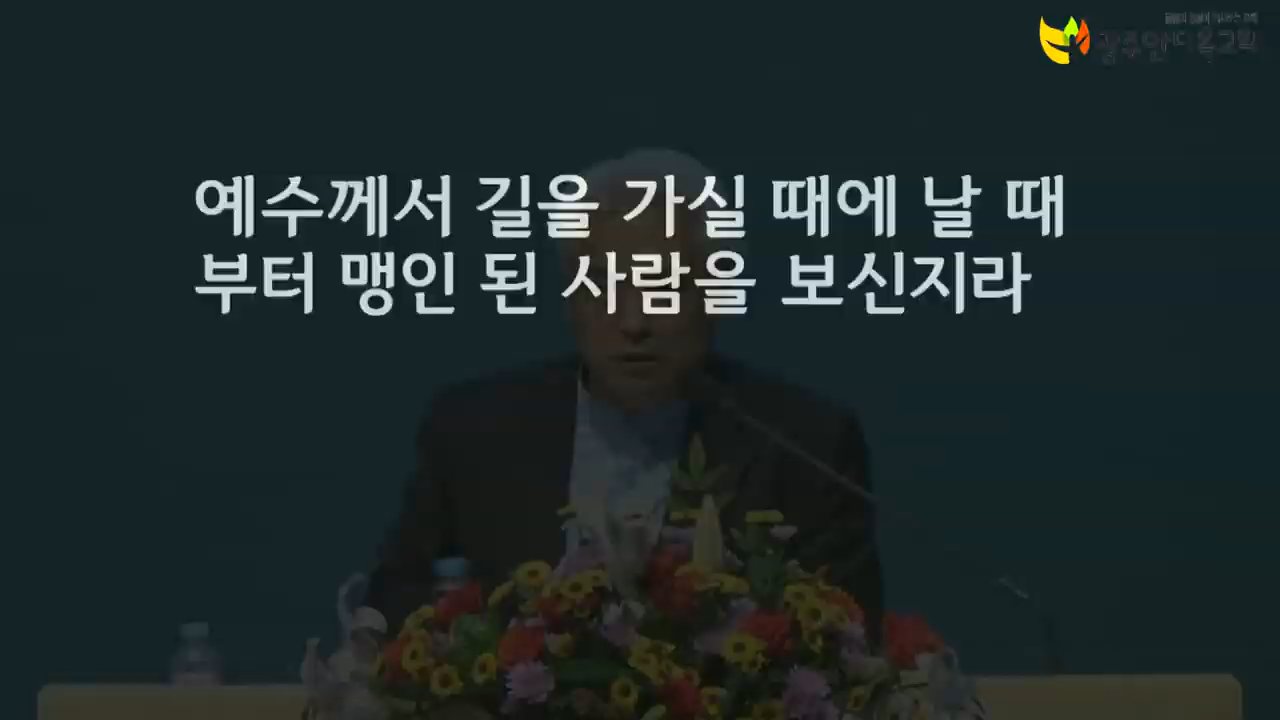 예수께서 길을 가실 때에 날 때
부터 맹인 된 사람을 보신지라